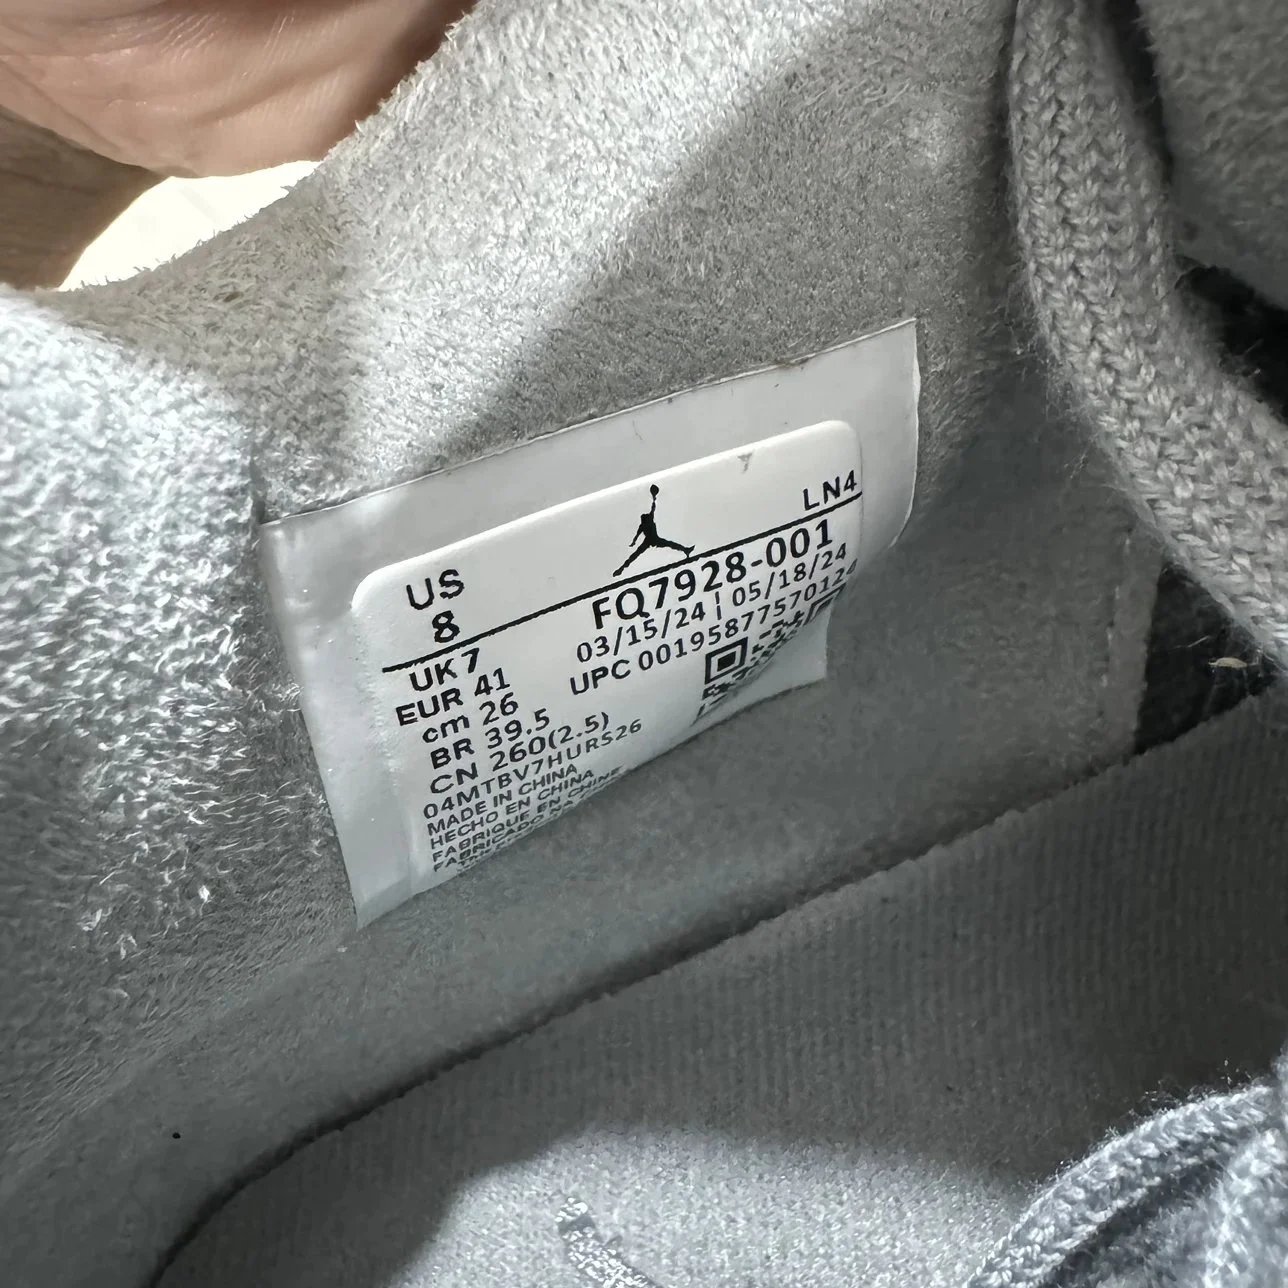 LN4
US
8
FQ7928-001
03/15/24 | 05/18/24
UPC 00195877570124
UK 7
EUR 41
cm 26
BR 39.5
CN 260(2.5)
04MTBV7HURS26
MADE IN CHINA
HECHO EN CHINA
FABRIQUE EN CHINE
FABRICADO NA